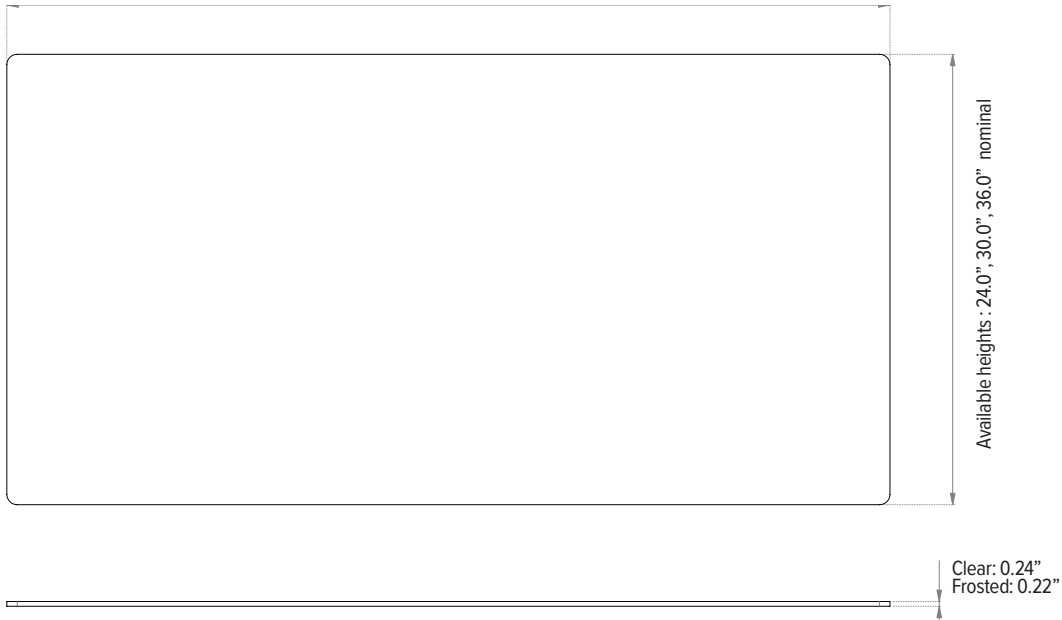 Available heights : 24.0”, 30.0”, 36.0” nominal
Clear: 0.24”
Frosted: 0.22”